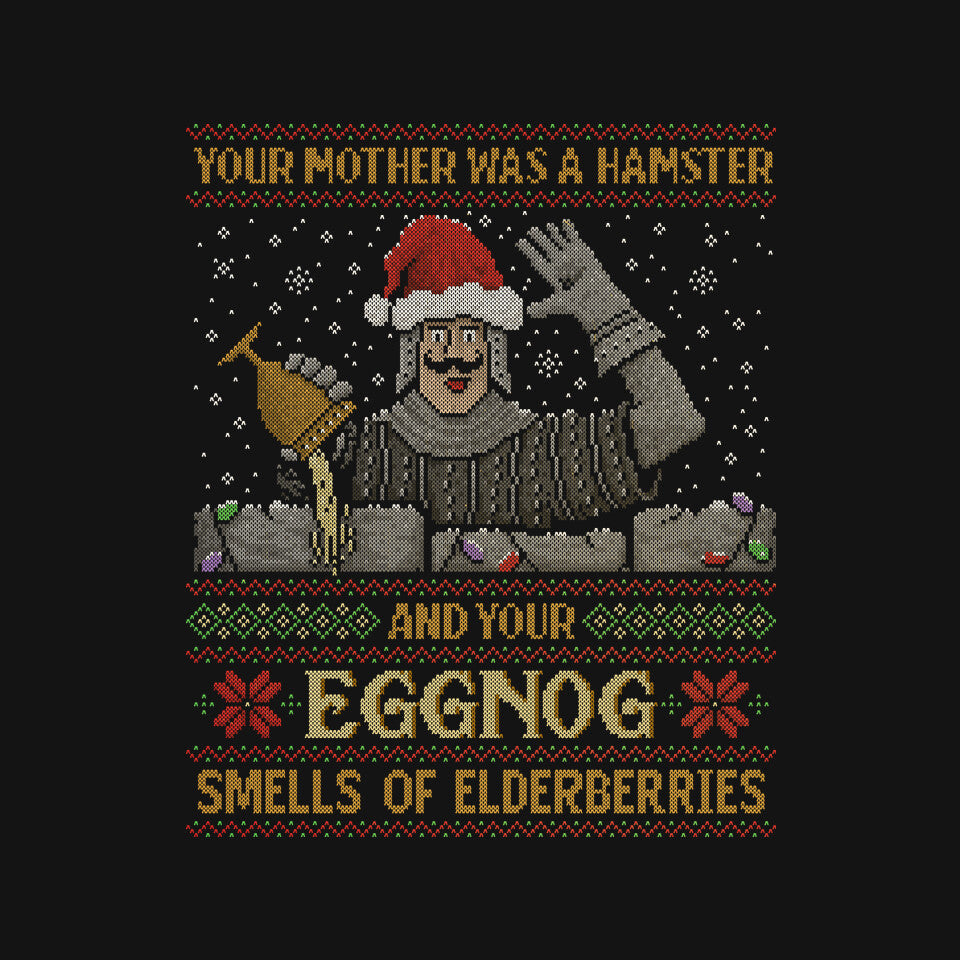 YOUR MOTHER WAS A HAMSTER
AND YOUR
EGGNOG
SMELLS OF ELDERBERRIES